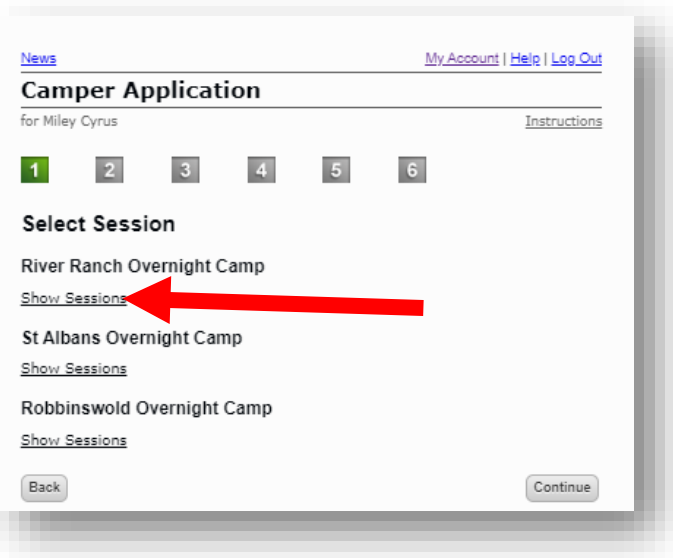 News My Account | Help | Log Out
Camper Application
for Miley Cyrus Instructions
1 2 3 4 5 6
Select Session
River Ranch Overnight Camp
Show Sessions
St Albans Overnight Camp
Show Sessions
Robbinswold Overnight Camp
Show Sessions
Back Continue